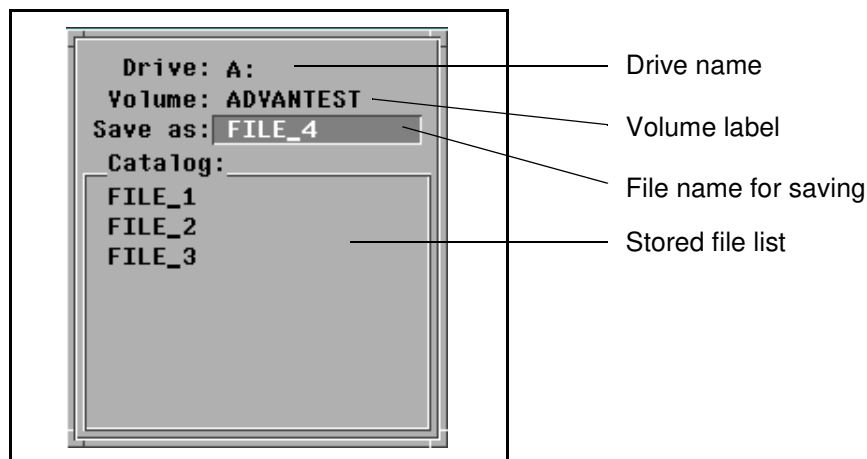 Drive: A:
Volume: ADVANTEST
Save as: FILE_4
Catalog:
FILE_1
FILE_2
FILE_3
Drive name
Volume label
File name for saving
Stored file list